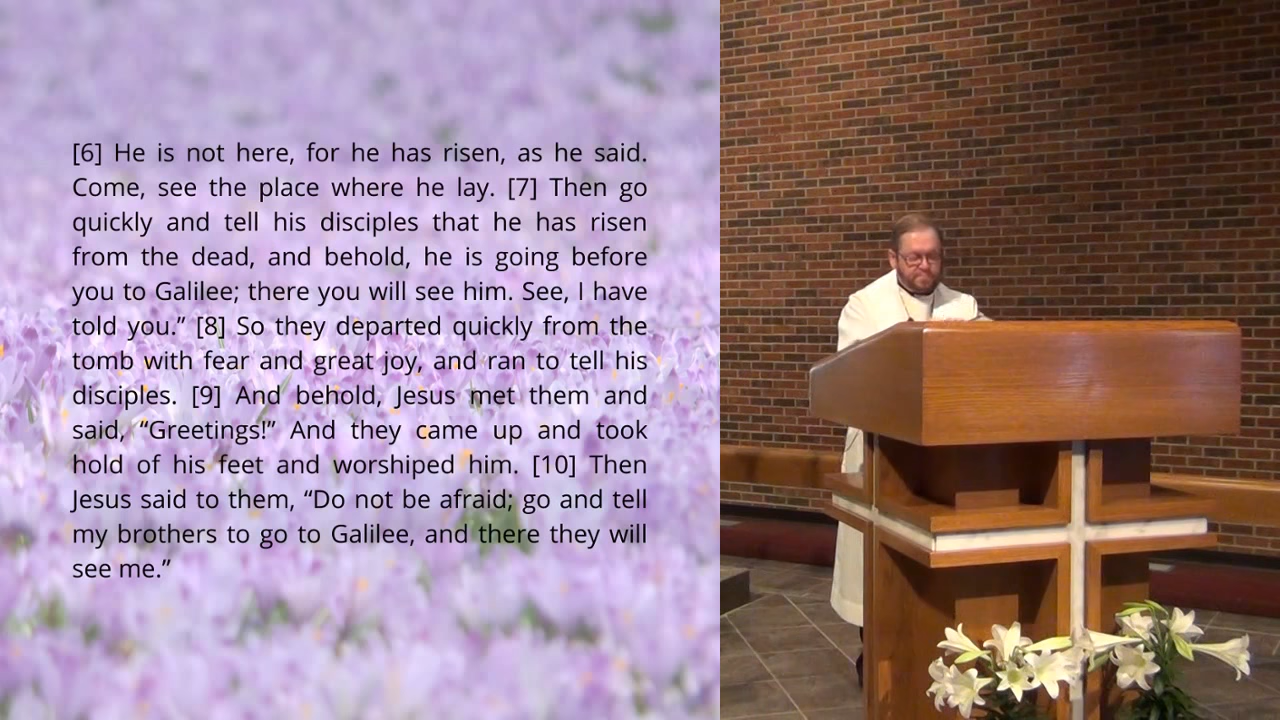 [6] He is not here, for he has risen, as he said.
Come, see the place where he lay. [7] Then go
quickly and tell his disciples that he has risen
from the dead, and behold, he is going before
you to Galilee; there you will see him. See, I have
told you.” [8] So they departed quickly from the
tomb with fear and great joy, and ran to tell his
disciples. [9] And behold, Jesus met them and
said, “Greetings!” And they came up and took
hold of his feet and worshiped him. [10] Then
Jesus said to them, “Do not be afraid; go and tell
my brothers to go to Galilee, and there they will
see me.”